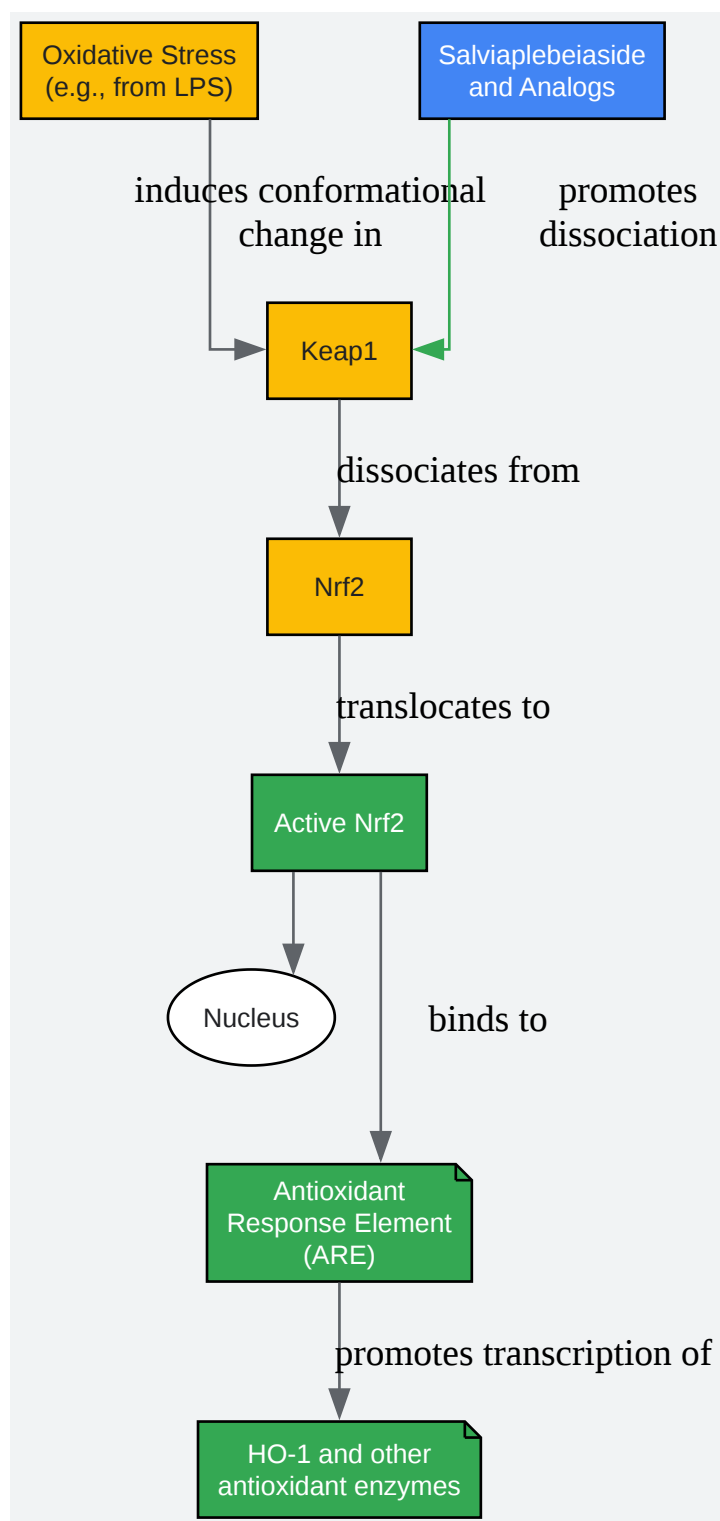 Oxidative Stress
(e.g., from LPS)
Salviaplebeiaside
and Analogs
induces conformational
change in
promotes
dissociation
Keap1
dissociates from
Nrf2
translocates to
Active Nrf2
Nucleus
binds to
Antioxidant
Response Element
(ARE)
promotes transcription of
HO-1 and other
antioxidant enzymes